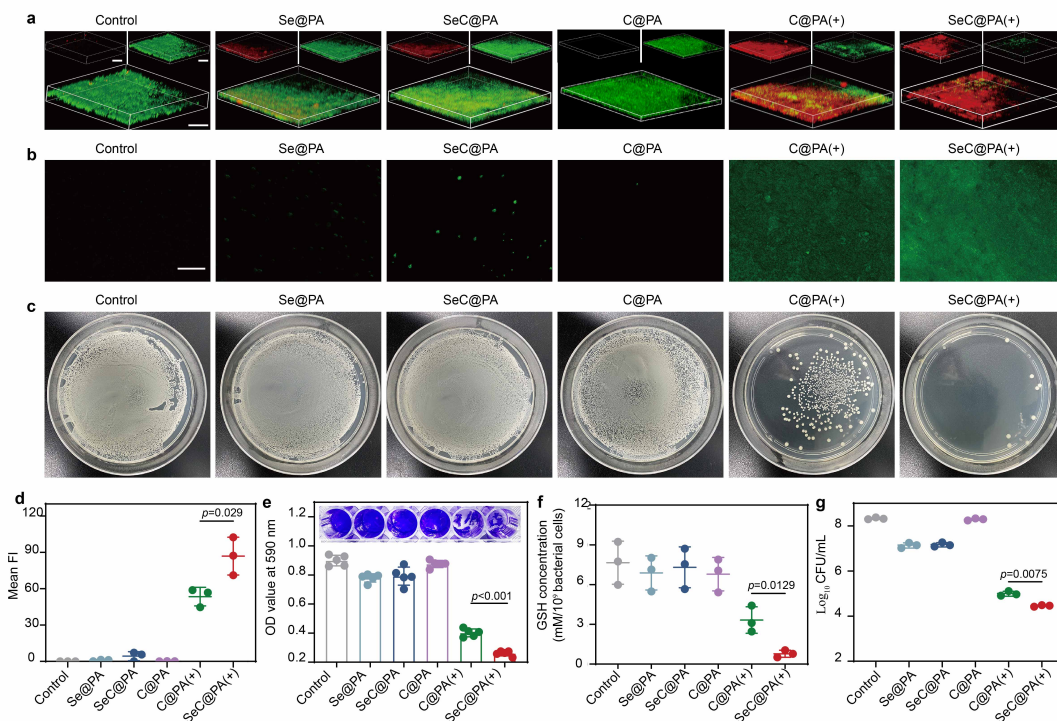 a
Control Se@PA SeC@PA C@PA C@PA(+) SeC@PA(+)
b
Control Se@PA SeC@PA C@PA C@PA(+) SeC@PA(+)
c
Control Se@PA SeC@PA C@PA C@PA(+) SeC@PA(+)
d
Mean FI
120
90
60
30
0
p=0.029
Control Se@PA SeC@PA C@PA C@PA(+) SeC@PA(+)
e
OD value at 590 nm
1.2
1.0
0.8
0.4
0.2
p<0.001
Control Se@PA SeC@PA C@PA C@PA(+) SeC@PA(+)
f
GSH concentration
(mM/10⁹ bacterial cells)
12
9
6
3
0
p=0.0129
Control Se@PA SeC@PA C@PA C@PA(+) SeC@PA(+)
g
Log₁₀ CFU/mL
8
6
4
2
p=0.0075
Control Se@PA SeC@PA C@PA C@PA(+) SeC@PA(+)